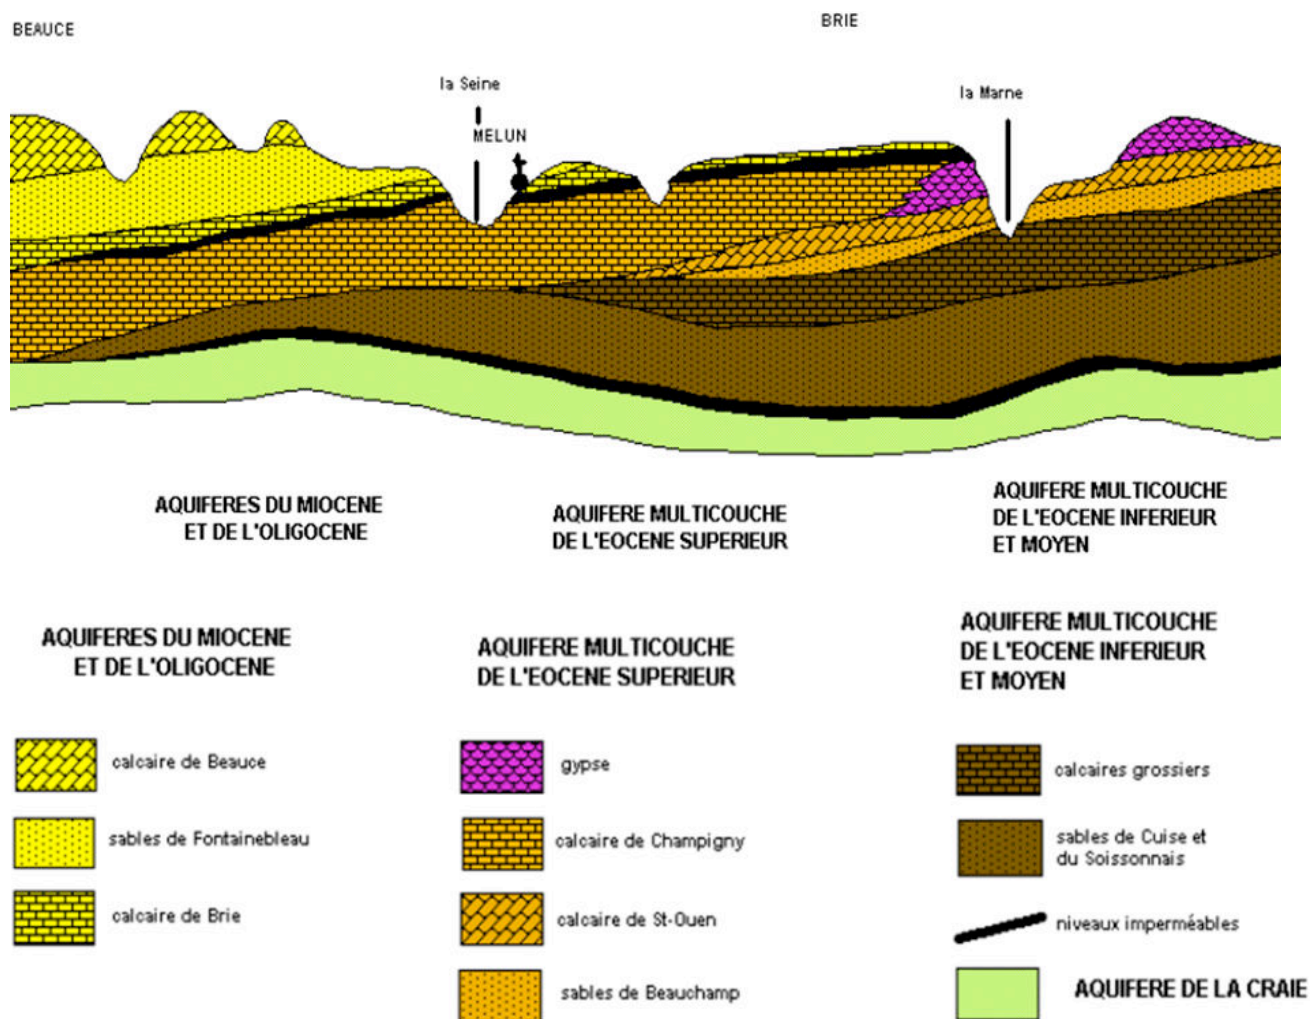 BEAUCE
BRIE
la Seine
la Marne
MELUN
AQUIFERES DU MIOCENE
ET DE L'OLIGOCENE
AQUIFERE MULTICOUCHE
DE L'EOCENE SUPERIEUR
AQUIFERE MULTICOUCHE
DE L'EOCENE INFERIEUR
ET MOYEN
AQUIFERES DU MIOCENE
ET DE L'OLIGOCENE
calcaire de Beauce
sables de Fontainebleau
calcaire de Brie
AQUIFERE MULTICOUCHE
DE L'EOCENE SUPERIEUR
gypse
calcaire de Champigny
calcaire de St-Ouen
sables de Beauchamp
AQUIFERE MULTICOUCHE
DE L'EOCENE INFERIEUR
ET MOYEN
calcaires grossiers
sables de Cuise et
du Soissonnais
niveaux imperméables
AQUIFERE DE LA CRAIE